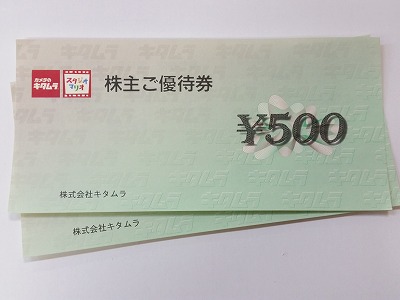 カメラの
キタムラ
スタジオ
マリオ
株主ご優待券
¥500
株式会社キタムラ
株式会社キタムラ